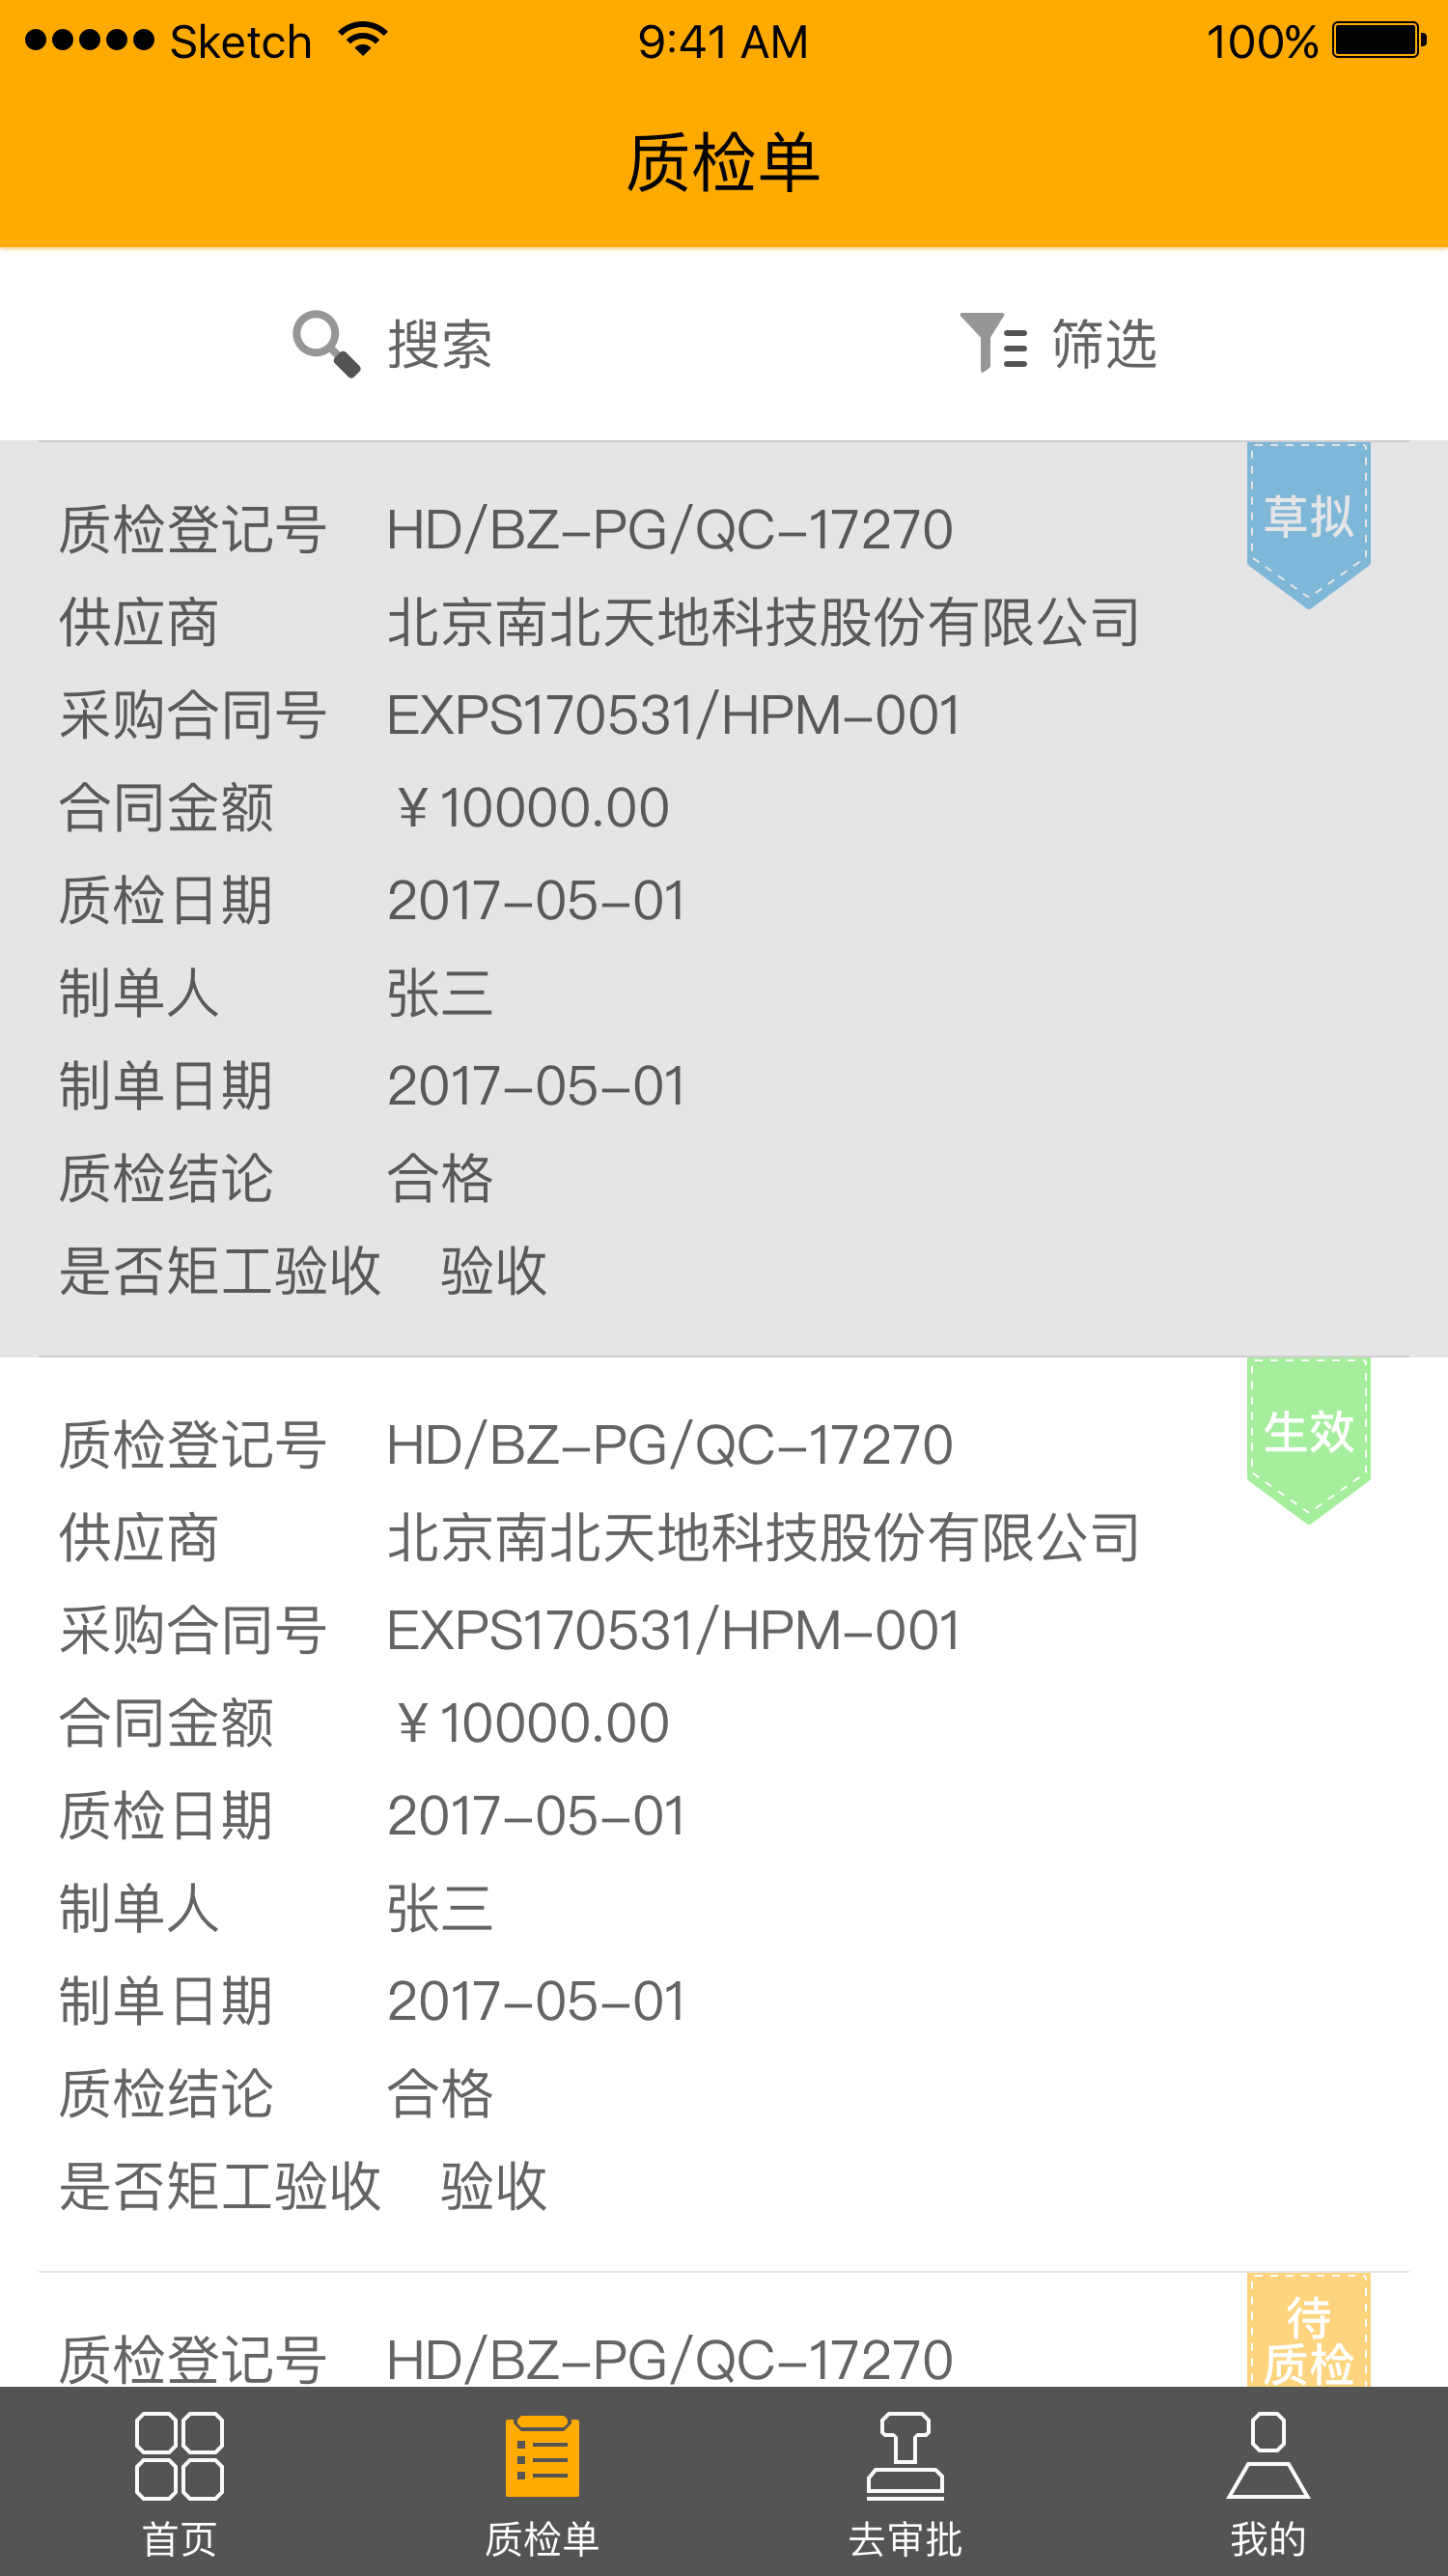 Sketch 9:41 AM 100%
质检单
搜索 筛选
草拟
质检登记号 HD/BZ-PG/QC-17270
供应商 北京南北天地科技股份有限公司
采购合同号 EXPS170531/HPM-001
合同金额 ¥10000.00
质检日期 2017-05-01
制单人 张三
制单日期 2017-05-01
质检结论 合格
是否矩工验收 验收
生效
质检登记号 HD/BZ-PG/QC-17270
供应商 北京南北天地科技股份有限公司
采购合同号 EXPS170531/HPM-001
合同金额 ¥10000.00
质检日期 2017-05-01
制单人 张三
制单日期 2017-05-01
质检结论 合格
是否矩工验收 验收
待
质检
质检登记号 HD/BZ-PG/QC-17270
首页 质检单 去审批 我的